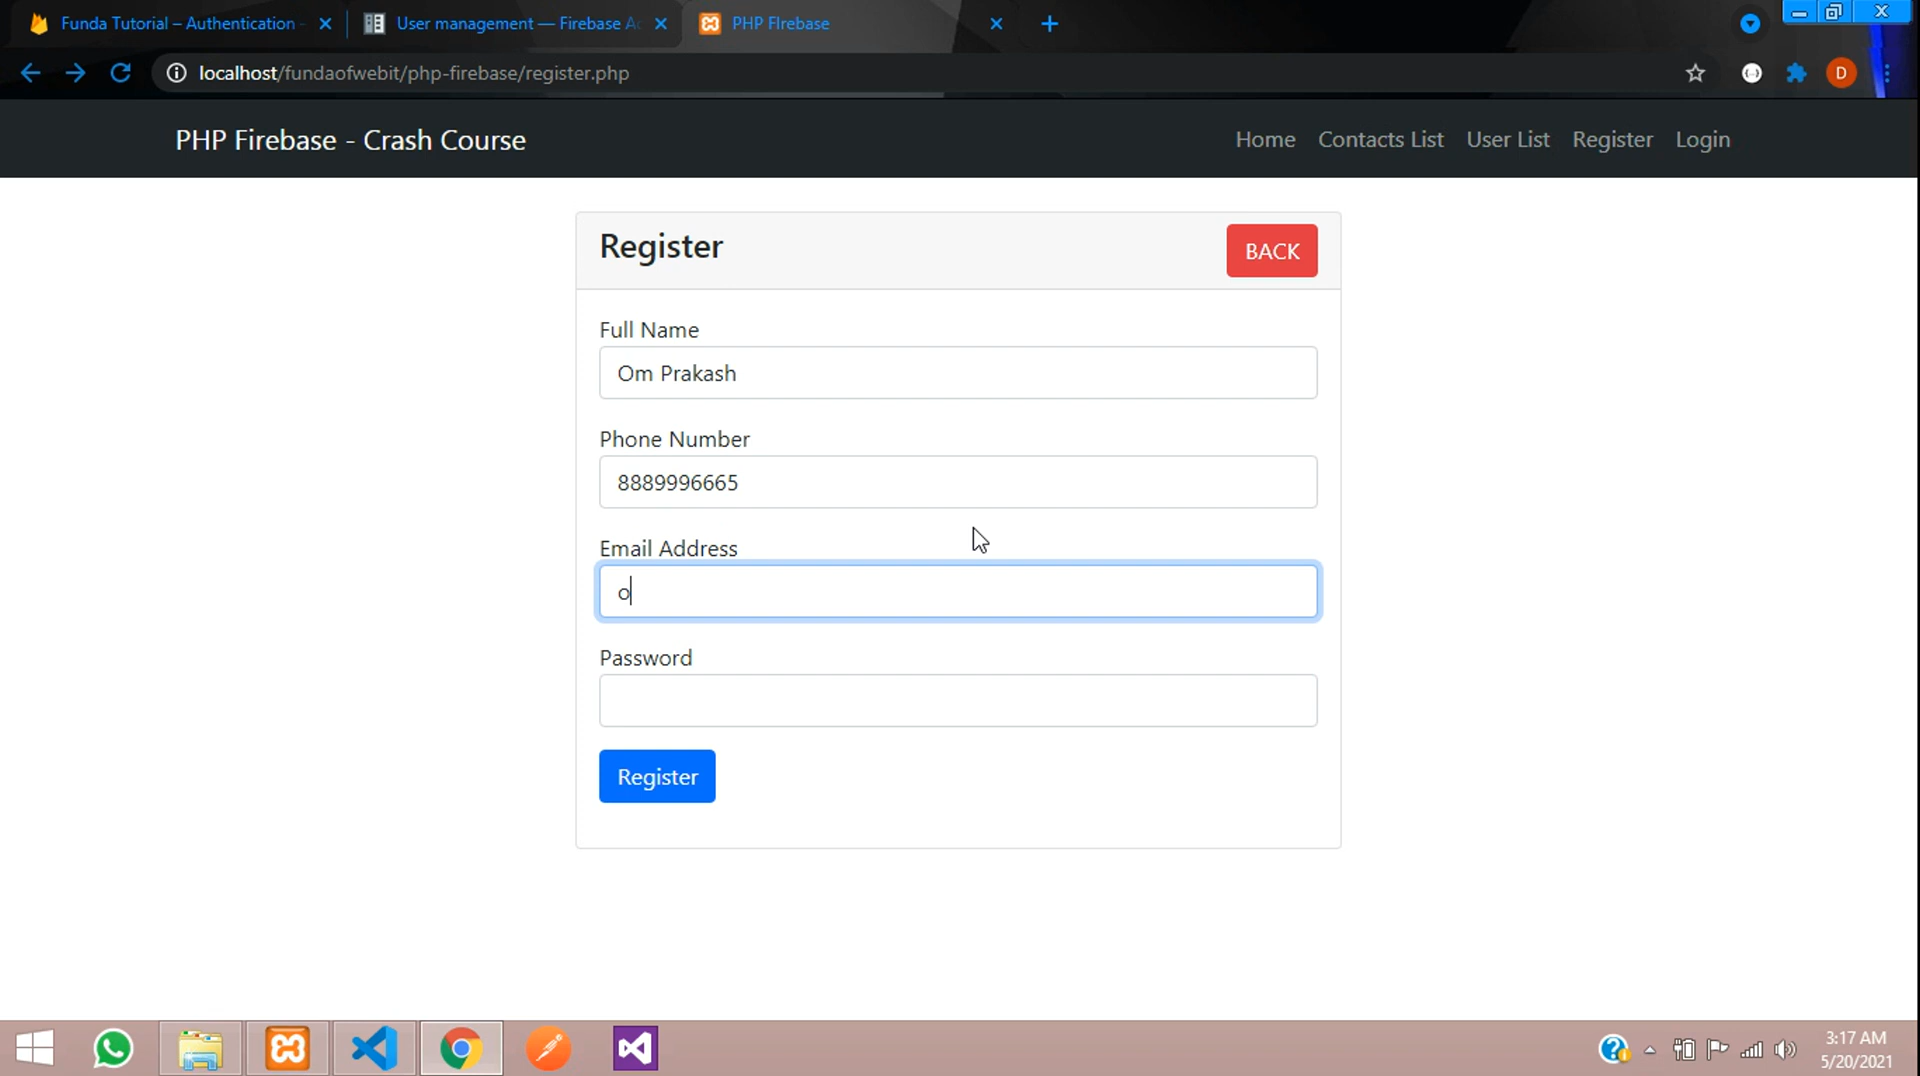 Funda Tutorial – Authentication -
User management — Firebase A
PHP FIrebase
localhost/fundaofwebit/php-firebase/register.php
D
PHP Firebase - Crash Course
Home
Contacts List
User List
Register
Login
Register
BACK
Full Name
Om Prakash
Phone Number
8889996665
Email Address
o
Password
Register
3:17 AM
5/20/2021